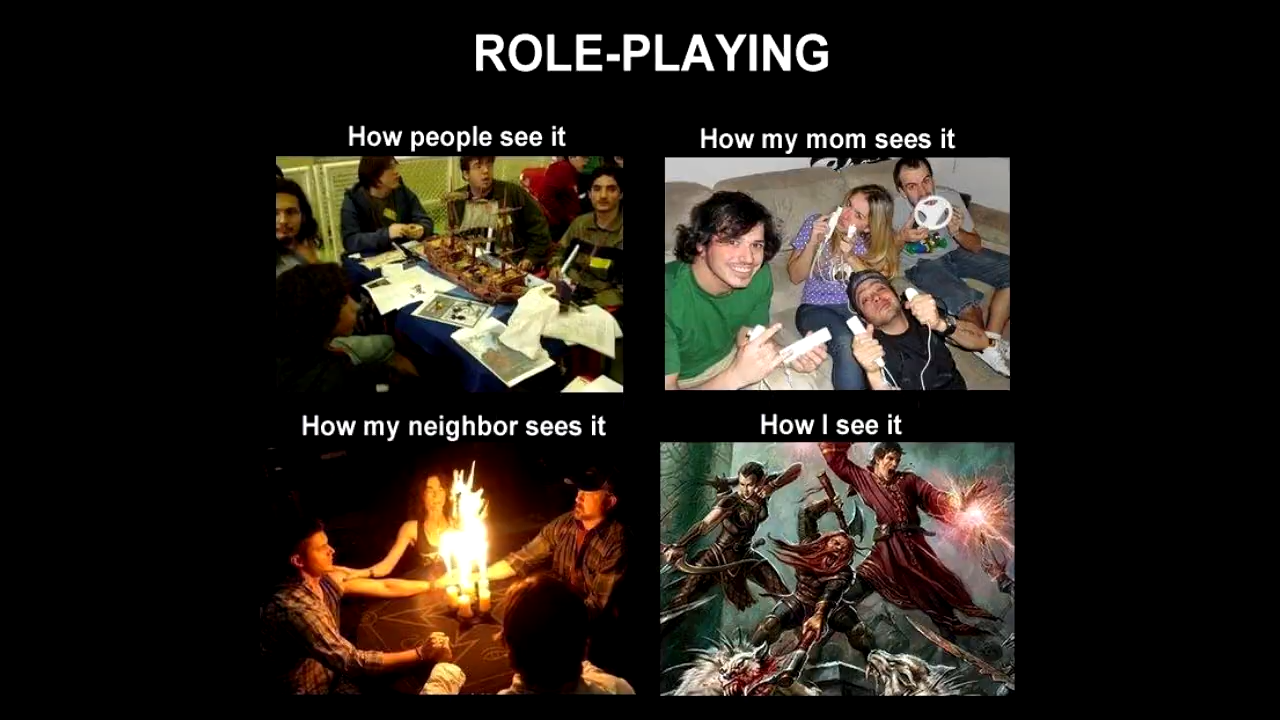 ROLE-PLAYING
How people see it
How my mom sees it
How my neighbor sees it
How I see it